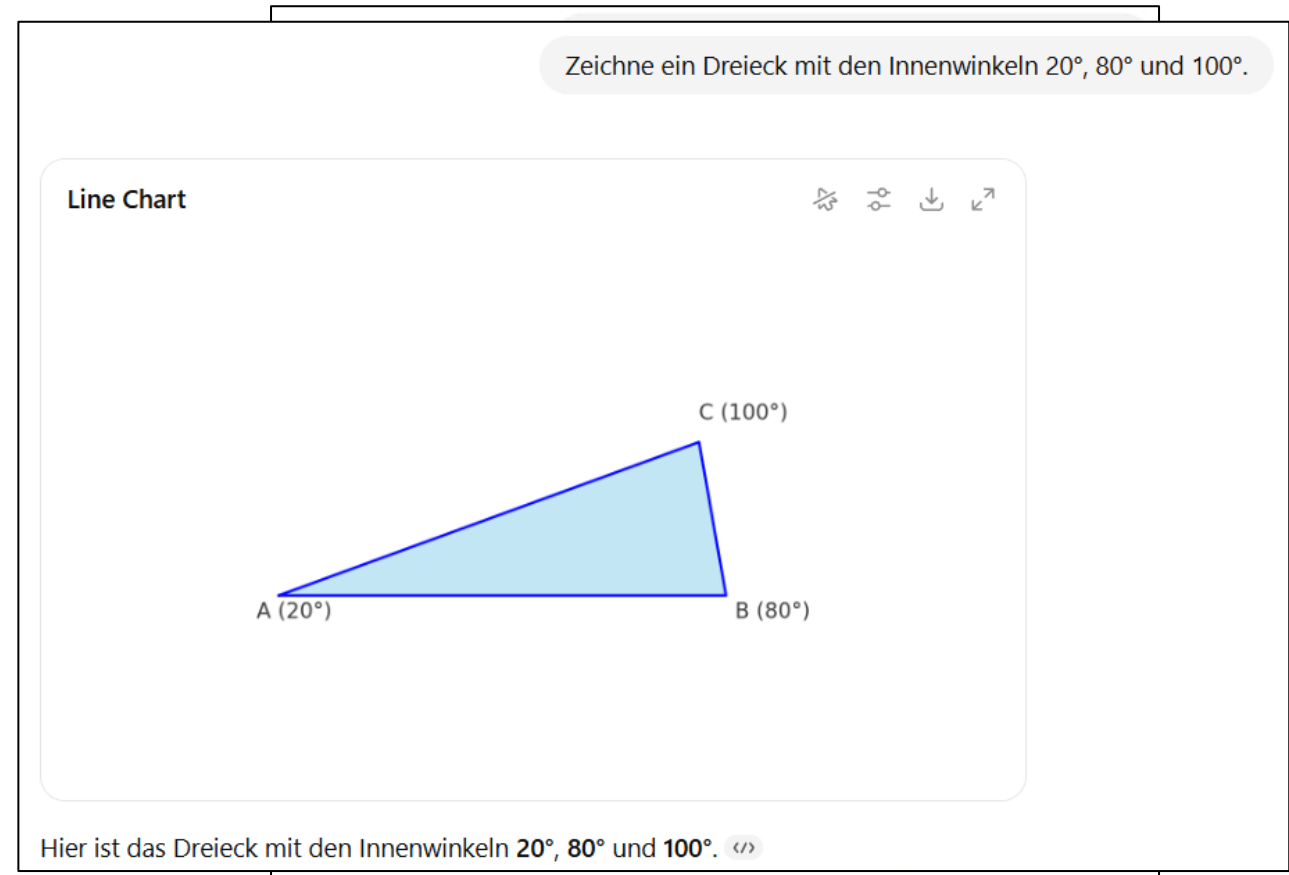 Zeichne ein Dreieck mit den Innenwinkeln 20°, 80° und 100°.
Line Chart
C (100°)
A (20°)
B (80°)
Hier ist das Dreieck mit den Innenwinkeln 20°, 80° und 100°. </>